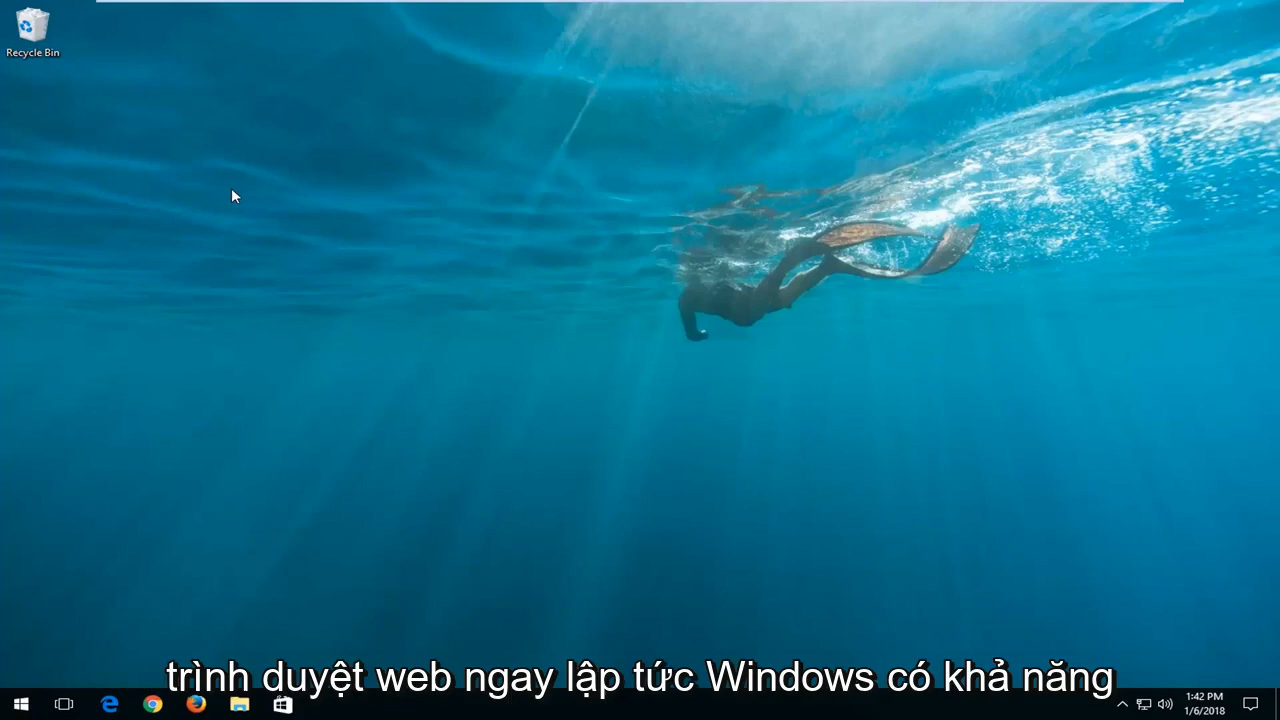 Recycle Bin
trình duyệt web ngay lập tức Windows có khả năng
1:42 PM
1/6/2018